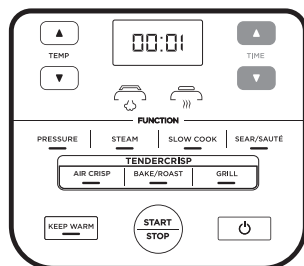 00:01
TEMP
TIME
FUNCTION
PRESSURE
STEAM
SLOW COOK
SEAR/SAUTÉ
TENDERCRISP
AIR CRISP
BAKE/ROAST
GRILL
KEEP WARM
START
STOP